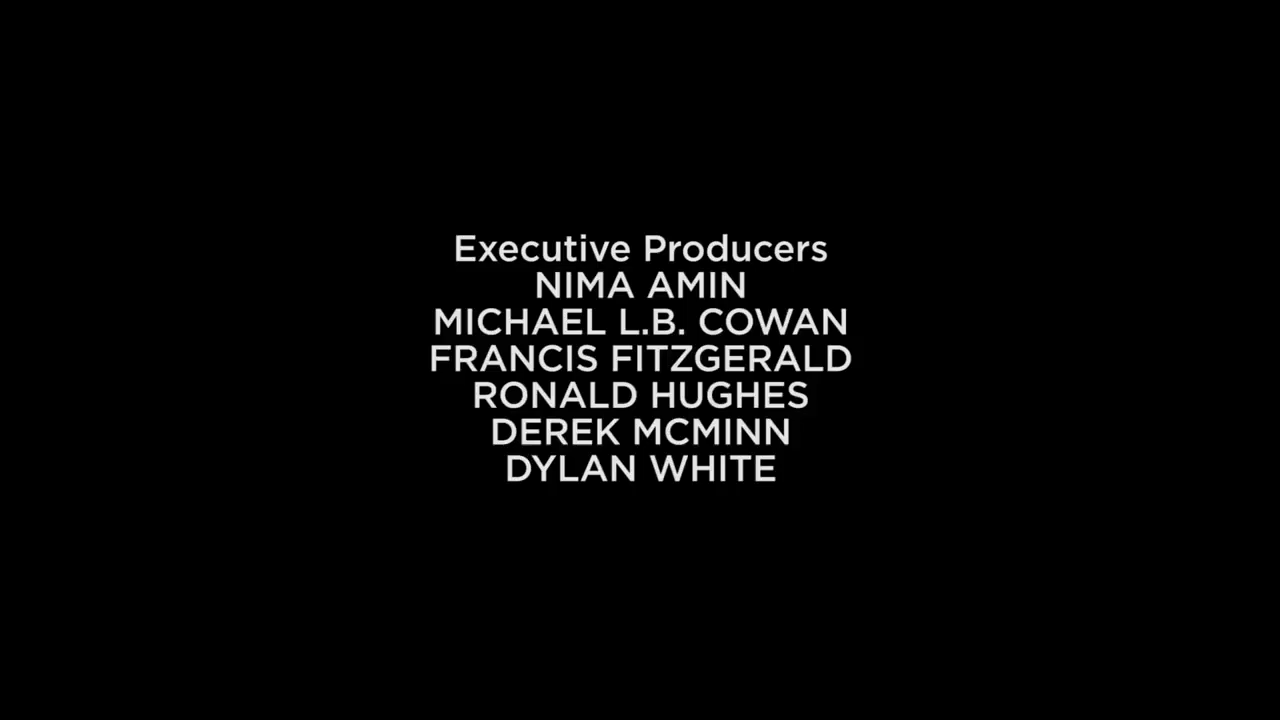 Executive Producers
NIMA AMIN
MICHAEL L.B. COWAN
FRANCIS FITZGERALD
RONALD HUGHES
DEREK MCMINN
DYLAN WHITE